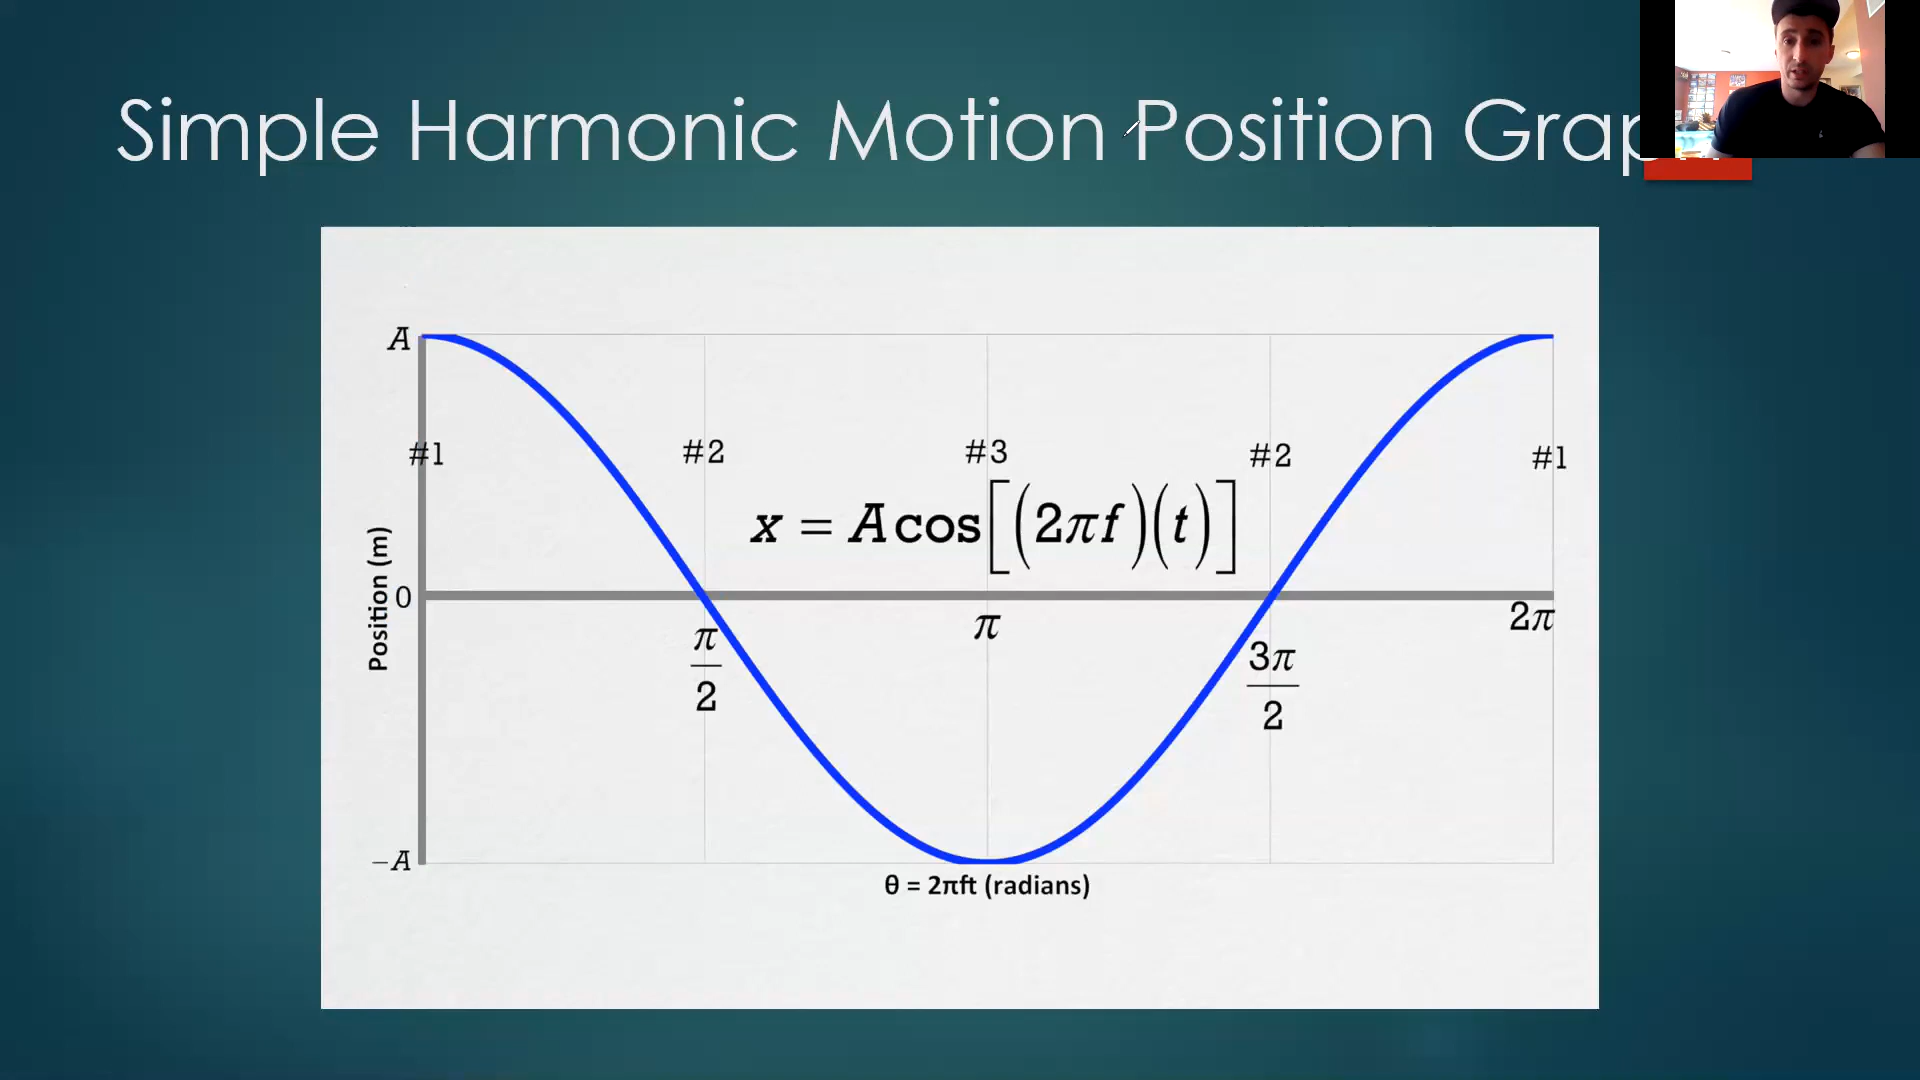 Simple Harmonic Motion Position Grap
A
#1
#2
#3
#2
#1
x = A cos[(2πf)(t)]
Position (m)
0
π/2
π
3π/2
2π
−A
θ = 2πft (radians)